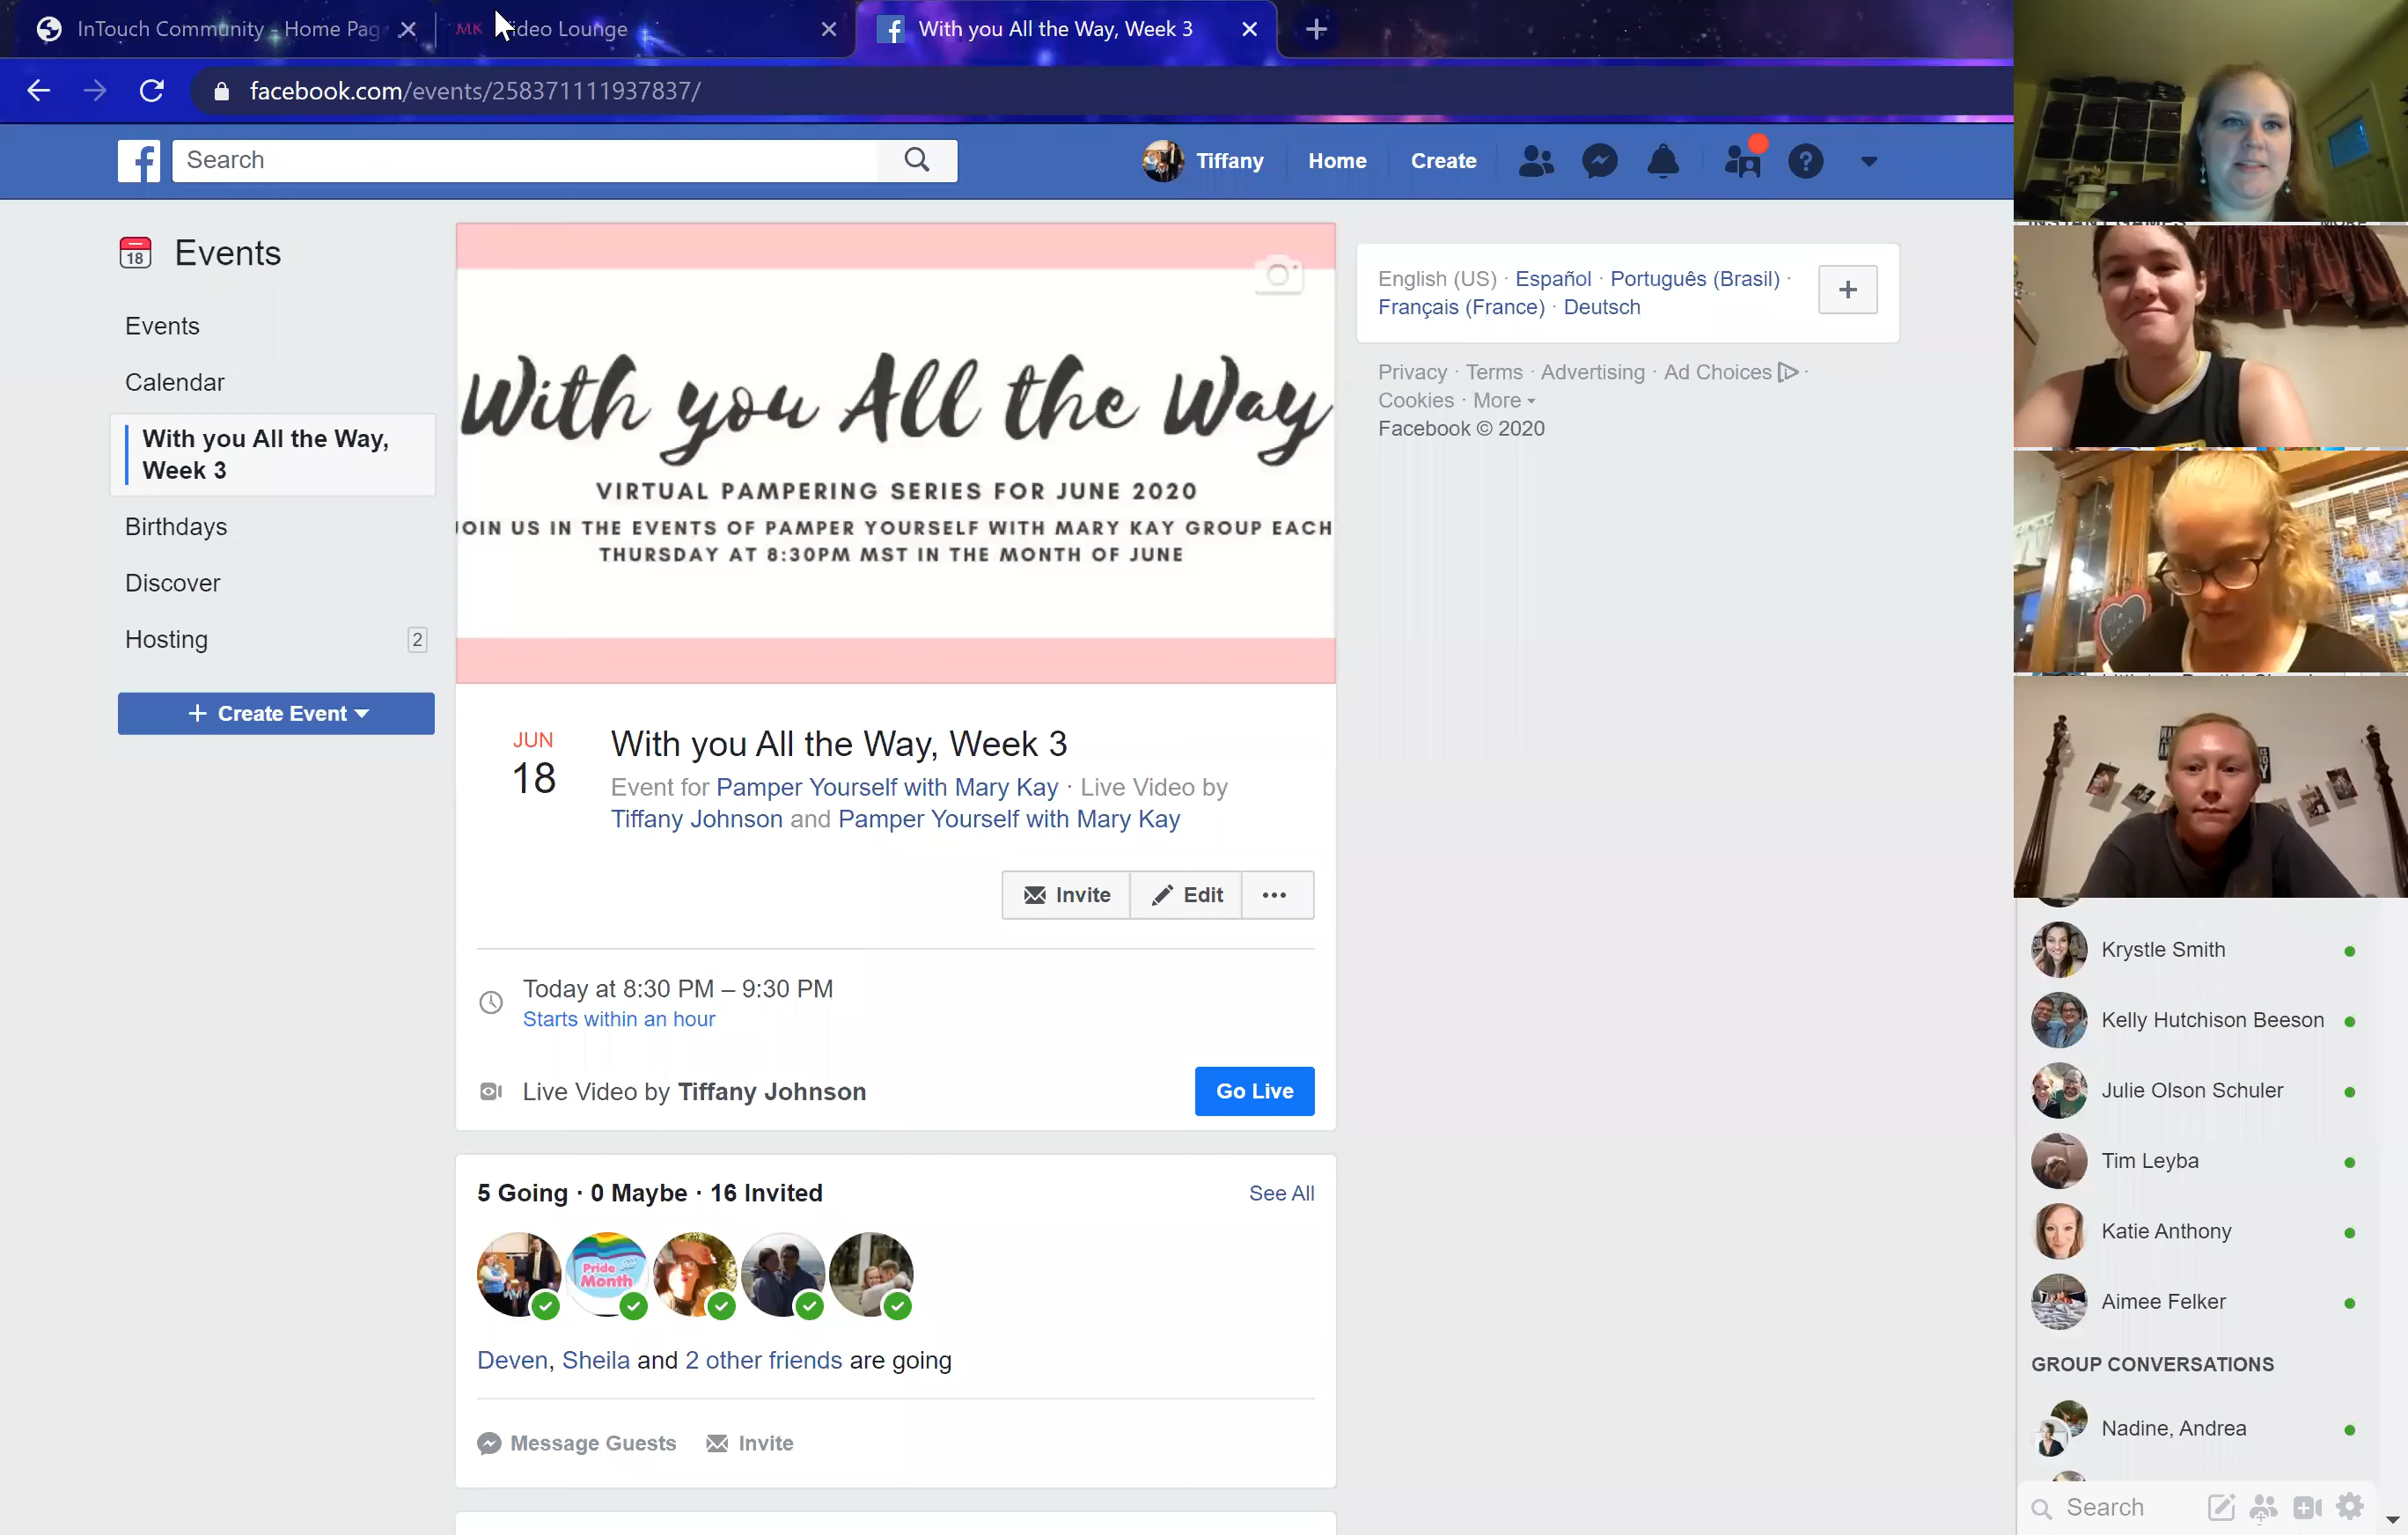 InTouch Community - Home Pag
MK
ideo Lounge
With you All the Way, Week 3
facebook.com/events/258371111937837/
Search
Tiffany
Home
Create
18
Events
Events
Calendar
With you All the Way,
Week 3
Birthdays
Discover
Hosting
2
+ Create Event
With you All the Way
VIRTUAL PAMPERING SERIES FOR JUNE 2020
JOIN US IN THE EVENTS OF PAMPER YOURSELF WITH MARY KAY GROUP EACH
THURSDAY AT 8:30PM MST IN THE MONTH OF JUNE
JUN
18
With you All the Way, Week 3
Event for Pamper Yourself with Mary Kay · Live Video by
Tiffany Johnson and Pamper Yourself with Mary Kay
Invite
Edit
Today at 8:30 PM – 9:30 PM
Starts within an hour
Live Video by Tiffany Johnson
Go Live
5 Going · 0 Maybe · 16 Invited
See All
Pride
Month
Deven, Sheila and 2 other friends are going
Message Guests
Invite
English (US) · Español · Português (Brasil) ·
Français (France) · Deutsch
Privacy · Terms · Advertising · Ad Choices ·
Cookies · More
Facebook © 2020
Krystle Smith
Kelly Hutchison Beeson
Julie Olson Schuler
Tim Leyba
Katie Anthony
Aimee Felker
GROUP CONVERSATIONS
Nadine, Andrea
Search